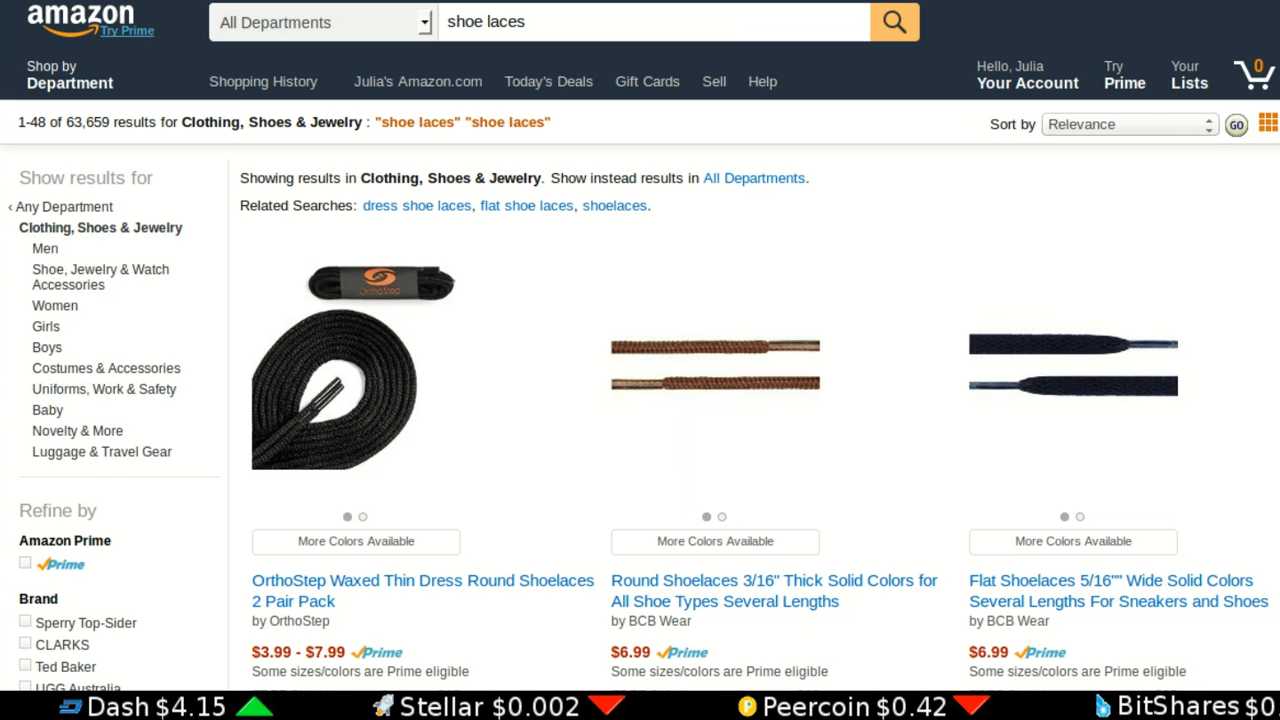 amazon
Try Prime
All Departments
shoe laces
Shop by
Department
Shopping History
Julia's Amazon.com
Today's Deals
Gift Cards
Sell
Help
Hello, Julia
Your Account
Try
Prime
Your
Lists
0
1-48 of 63,659 results for Clothing, Shoes & Jewelry : "shoe laces" "shoe laces"
Sort by
Relevance
GO
Show results for
‹ Any Department
Clothing, Shoes & Jewelry
Men
Shoe, Jewelry & Watch
Accessories
Women
Girls
Boys
Costumes & Accessories
Uniforms, Work & Safety
Baby
Novelty & More
Luggage & Travel Gear
Refine by
Amazon Prime
Prime
Brand
Sperry Top-Sider
CLARKS
Ted Baker
UGG Australia
Showing results in Clothing, Shoes & Jewelry. Show instead results in All Departments.
Related Searches: dress shoe laces, flat shoe laces, shoelaces.
OrthoStep
More Colors Available
OrthoStep Waxed Thin Dress Round Shoelaces
2 Pair Pack
by OrthoStep
$3.99 - $7.99 Prime
Some sizes/colors are Prime eligible
More Colors Available
Round Shoelaces 3/16" Thick Solid Colors for
All Shoe Types Several Lengths
by BCB Wear
$6.99 Prime
Some sizes/colors are Prime eligible
More Colors Available
Flat Shoelaces 5/16"" Wide Solid Colors
Several Lengths For Sneakers and Shoes
by BCB Wear
$6.99 Prime
Some sizes/colors are Prime eligible
Dash $4.15
Stellar $0.002
Peercoin $0.42
BitShares $0